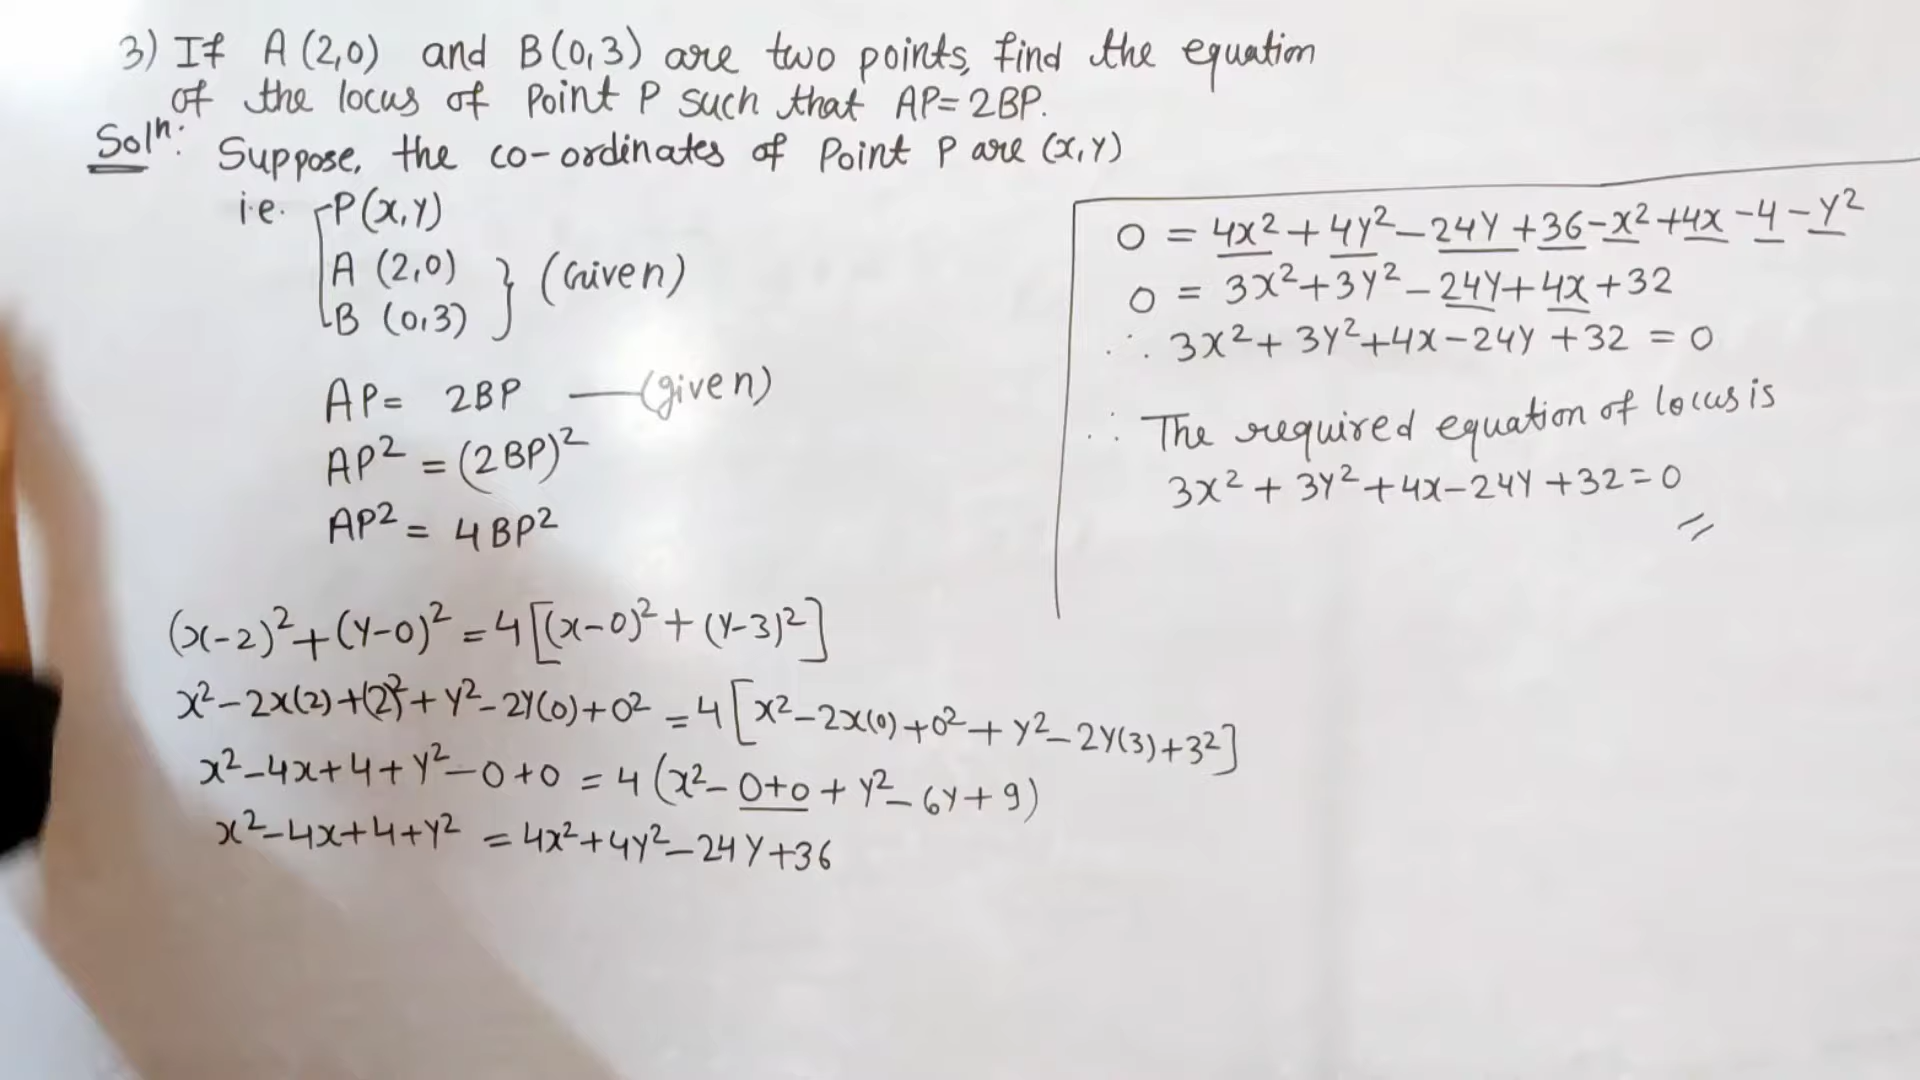 3) If A (2,0) and B (0,3) are two points, find the equation
of the locus of Point P such that AP= 2BP.
Solⁿ: Suppose, the co-ordinates of Point P are (x,y)
i.e. P(x,y)
A (2,0)
B (0,3)
} (Given)
AP= 2BP —(given)
AP² = (2BP)²
AP² = 4BP²
(x-2)²+(y-0)² = 4[(x-0)²+(y-3)²]
x²-2x(2)+(2)²+y²-2y(0)+0² = 4[x²-2x(0)+0²+y²-2y(3)+3²]
x²-4x+4+y²-0+0 = 4(x²-0+0+y²-6y+9)
x²-4x+4+y² = 4x²+4y²-24y+36
0 = 4x²+4y²-24y+36-x²+4x-4-y²
0 = 3x²+3y²-24y+4x+32
∴ 3x²+3y²+4x-24y+32 = 0
∴ The required equation of locus is
3x²+3y²+4x-24y+32=0